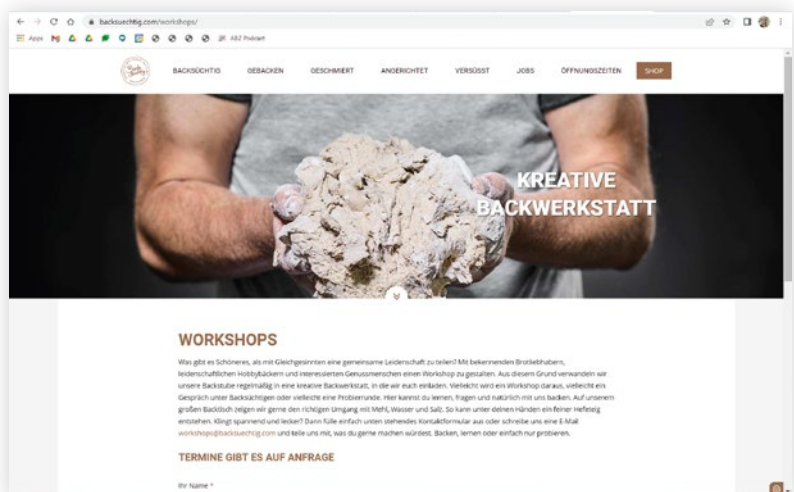 backsuechtig.com/workshops/
Apps
ABZ Podcast
BACKSÜCHTIG GEBACKEN GESCHMIERT ANGERICHTET VERSÜSST JOBS ÖFFNUNGSZEITEN SHOP
KREATIVE
BACKWERKSTATT
WORKSHOPS
Was gibt es Schöneres, als mit Gleichgesinnten eine gemeinsame Leidenschaft zu teilen? Mit bekennenden Brotliebhabern,
leidenschaftlichen Hobbybäckern und interessierten Genussmenschen einen Workshop zu gestalten. Aus diesem Grund verwandeln wir
unsere Backstube regelmäßig in eine kreative Backwerkstatt, in die wir euch einladen. Vielleicht wird ein Workshop daraus, vielleicht ein
Gespräch unter Backsüchtigen oder vielleicht eine Probierrunde. Hier kannst du lernen, fragen und natürlich mit uns backen. Auf unserem
großen Backtisch zeigen wir gerne den richtigen Umgang mit Mehl, Wasser und Salz. So kann unter deinen Händen ein feiner Hefeteig
entstehen. Klingt spannend und lecker? Dann fülle einfach unten stehendes Kontaktformular aus oder schreibe uns eine E-Mail
workshops@backsuechtig.com und teile uns mit, was du gerne machen würdest. Backen, lernen oder einfach nur probieren.
TERMINE GIBT ES AUF ANFRAGE
Ihr Name *